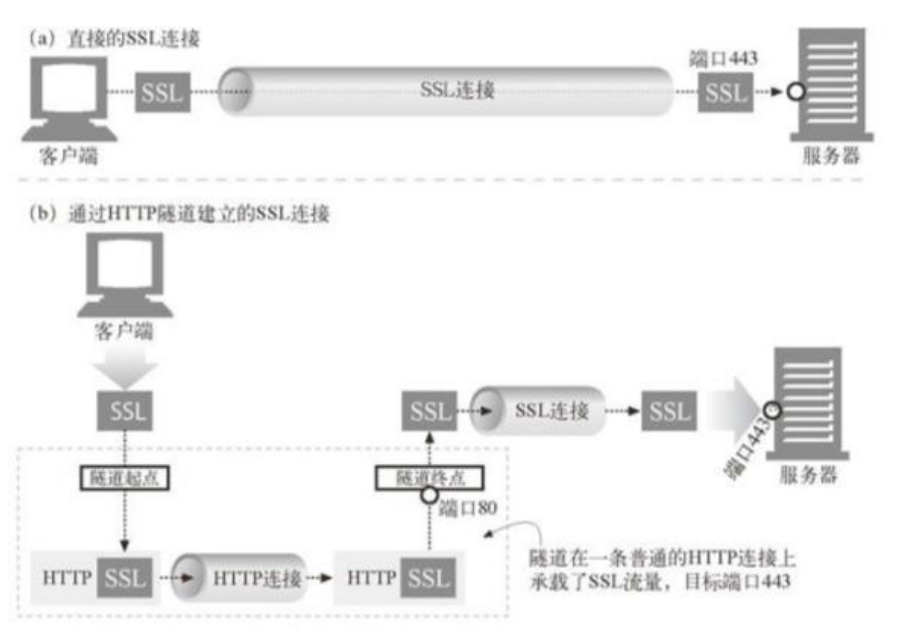 (a) 直接的SSL连接
端口443
SSL
SSL连接
SSL
客户端
服务器
(b) 通过HTTP隧道建立的SSL连接
客户端
SSL
SSL
SSL连接
SSL
端口443
服务器
隧道起点
隧道终点
端口80
HTTP SSL
HTTP连接
HTTP SSL
隧道在一条普通的HTTP连接上
承载了SSL流量，目标端口443